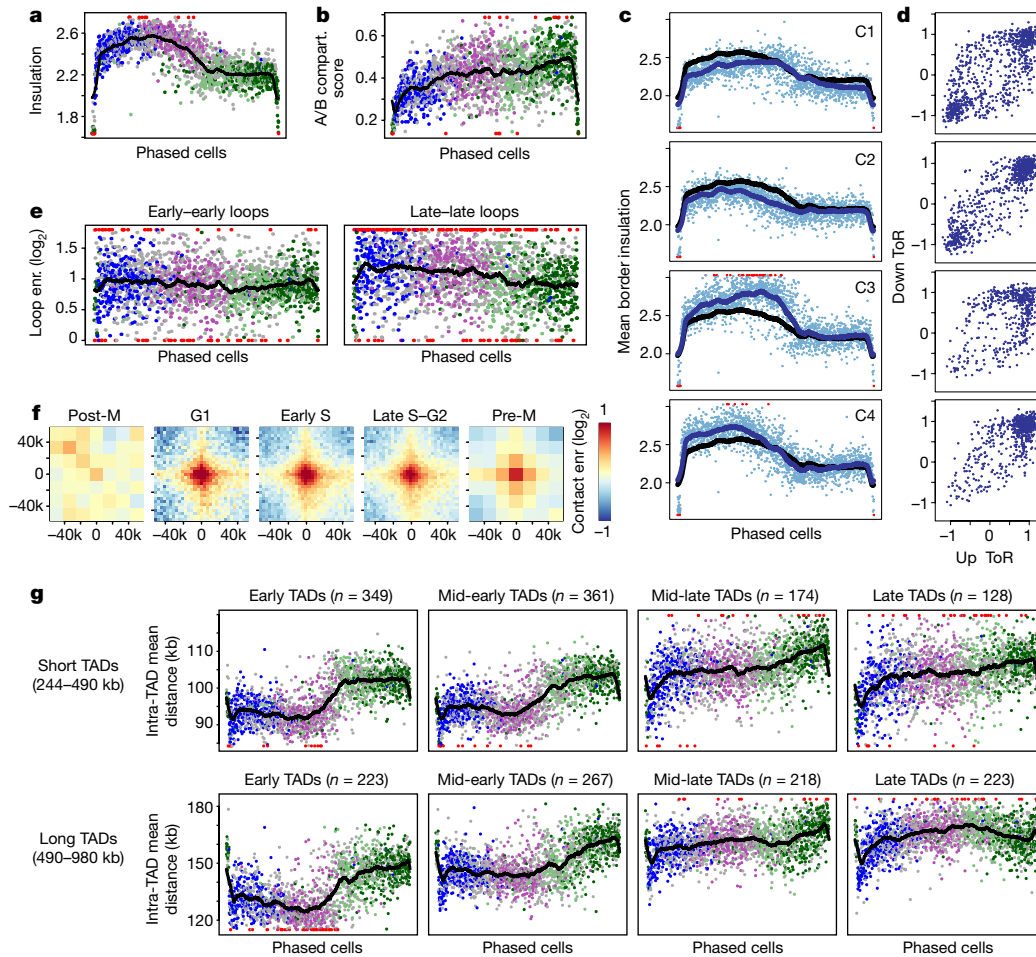 a
Insulation
2.6
2.2
1.8
Phased cells
b
A/B compart.
score
0.6
0.4
0.2
Phased cells
c
Mean border insulation
C1
2.5
2.0
C2
2.5
2.0
C3
2.5
2.0
C4
2.5
2.0
Phased cells
d
Down ToR
1
0
−1
1
0
−1
1
0
−1
1
0
−1
−1 0 1
Up ToR
e
Early–early loops
Late–late loops
Loop enr. (log2)
1.5
1.0
0.5
0
Phased cells
Phased cells
f
Post-M
G1
Early S
Late S–G2
Pre-M
40k
0
−40k
−40k 0 40k
−40k 0 40k
−40k 0 40k
−40k 0 40k
−40k 0 40k
1
Contact enr (log2)
−1
g
Early TADs (n = 349)
Mid-early TADs (n = 361)
Mid-late TADs (n = 174)
Late TADs (n = 128)
Short TADs
(244–490 kb)
Intra-TAD mean
distance (kb)
110
100
90
Early TADs (n = 223)
Mid-early TADs (n = 267)
Mid-late TADs (n = 218)
Late TADs (n = 223)
Long TADs
(490–980 kb)
Intra-TAD mean
distance (kb)
180
150
120
Phased cells
Phased cells
Phased cells
Phased cells